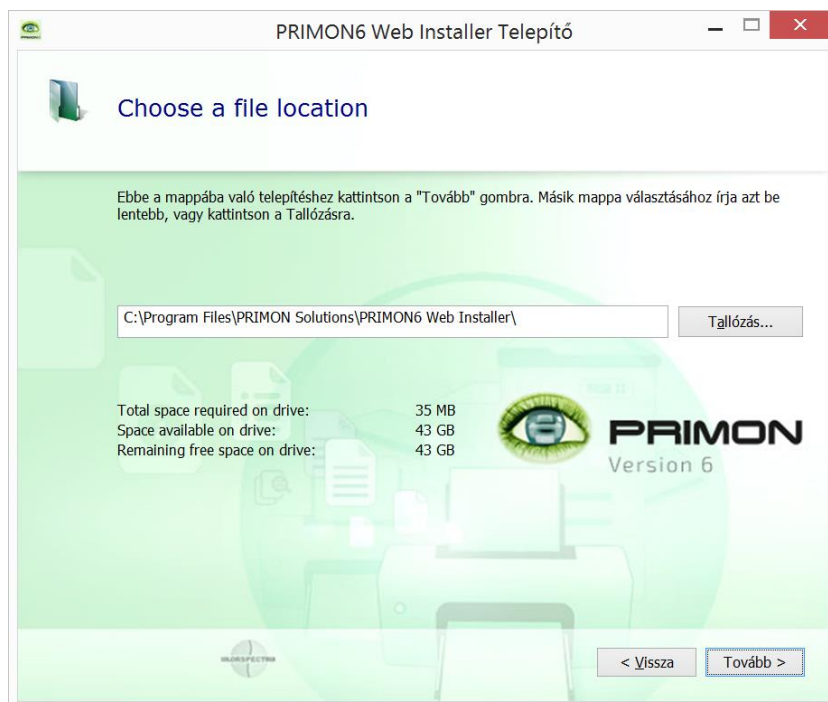 PRIMON6 Web Installer Telepítő
Choose a file location
Ebbe a mappába való telepítéshez kattintson a "Tovább" gombra. Másik mappa választásához írja azt be
lentebb, vagy kattintson a Tallózásra.
C:\Program Files\PRIMON Solutions\PRIMON6 Web Installer\
Tallózás...
Total space required on drive: 35 MB
Space available on drive: 43 GB
Remaining free space on drive: 43 GB
PRIMON
Version 6
< Vissza
Tovább >